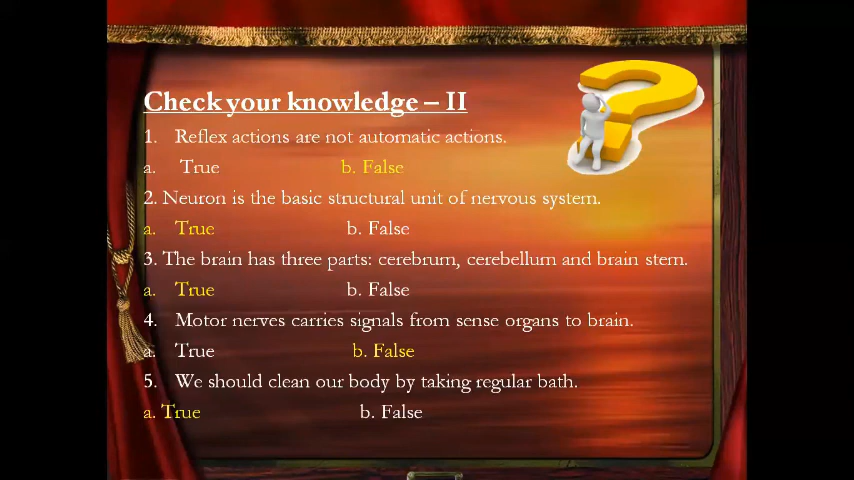 Check your knowledge – II
1. Reflex actions are not automatic actions.
a. True b. False
2. Neuron is the basic structural unit of nervous system.
a. True b. False
3. The brain has three parts: cerebrum, cerebellum and brain stem.
a. True b. False
4. Motor nerves carries signals from sense organs to brain.
a. True b. False
5. We should clean our body by taking regular bath.
a. True b. False